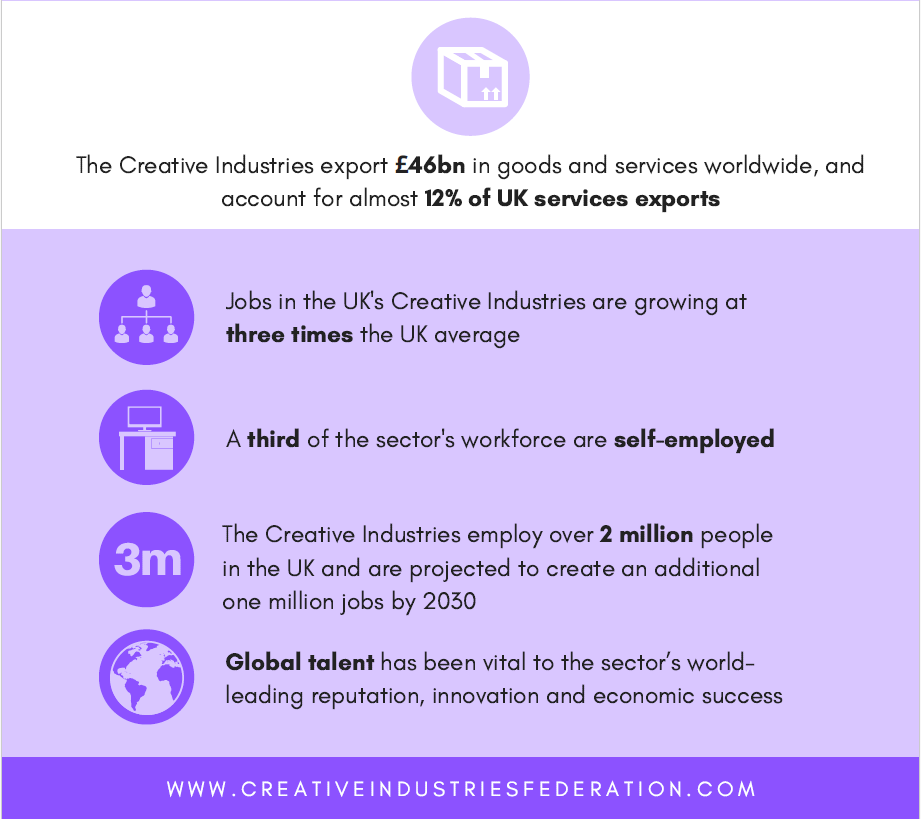 The Creative Industries export £46bn in goods and services worldwide, and
account for almost 12% of UK services exports
Jobs in the UK's Creative Industries are growing at
three times the UK average
A third of the sector's workforce are self-employed
3m
The Creative Industries employ over 2 million people
in the UK and are projected to create an additional
one million jobs by 2030
Global talent has been vital to the sector’s world-
leading reputation, innovation and economic success
WWW.CREATIVEINDUSTRIESFEDERATION.COM